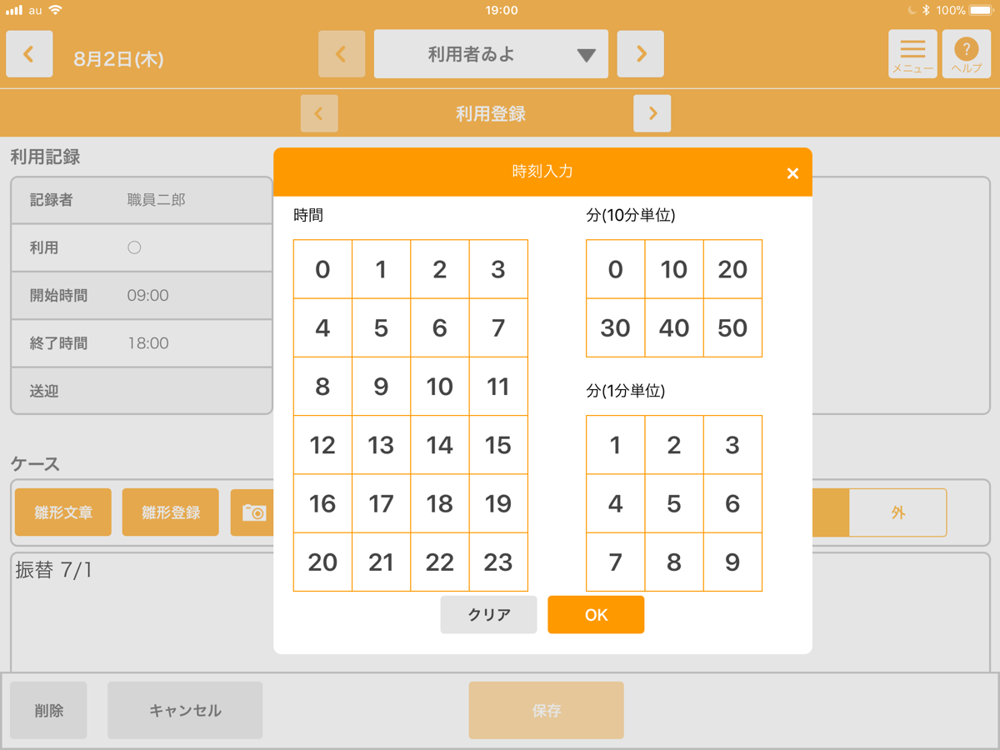 au 19:00 100%
8月2日(木) 利用者ゐよ メニュー ? ヘルプ
利用登録
利用記録
記録者 職員二郎
利用 ○
開始時間 09:00
終了時間 18:00
送迎
時刻入力 ×
時間 分(10分単位)
0 1 2 3 0 10 20
4 5 6 7 30 40 50
8 9 10 11
分(1分単位)
12 13 14 15 1 2 3
16 17 18 19 4 5 6
20 21 22 23 7 8 9
クリア OK
ケース
雛形文章 雛形登録 外
振替 7/1
削除 キャンセル 保存